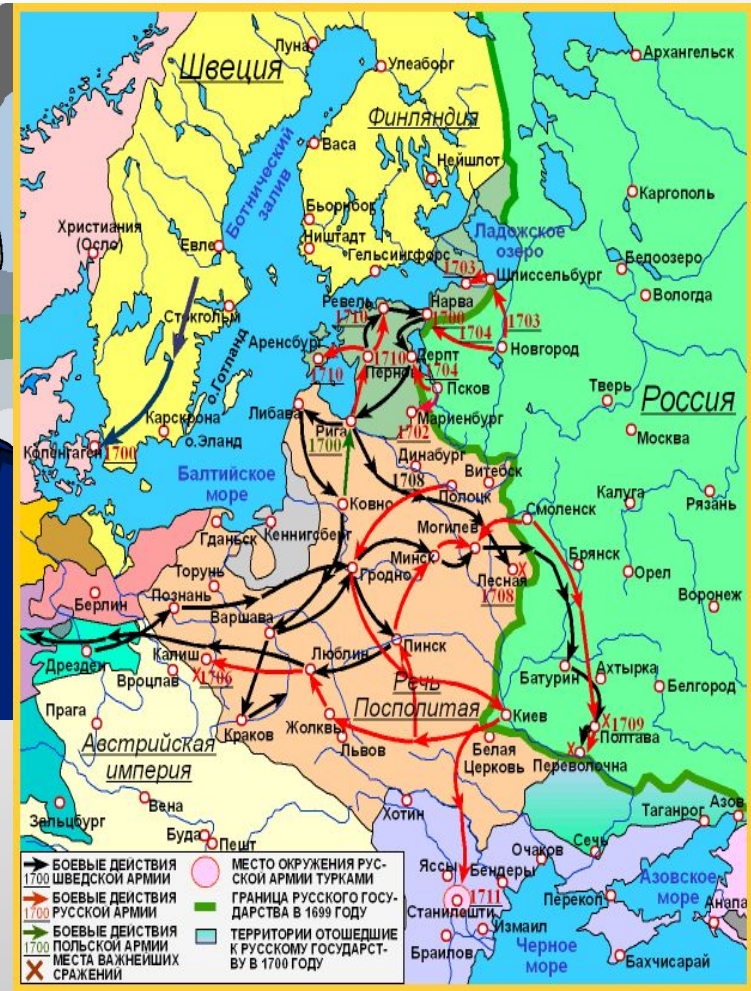 Луна
Улеаборг
Архангельск
Швеция
Финляндия
Васа
Нейшлот
Каргополь
Ботнический
залив
Христиания
(Осло)
Евле
Бьорнборг
Ништадт
Гельсингфорс
Ладожское
озеро
1703
Шлиссельбург
Белоозеро
Вологда
Стокгольм
Ревель
1710
Нарва
1700
1704
1703
Новгород
Аренсбург
1710
1710
Пернов
Дерпт
1704
Псков
о.Готланд
Либава
Карскрона
о.Эланд
Рига
1700
Мариенбург
1702
Тверь
Россия
Москва
Копенгаген
1700
Балтийское
море
Динабург
1708
Витебск
Полоцк
Ковно
Смоленск
Калуга
Рязань
Гданьск
Кеннигсберг
Могилев
Минск
Лесная
1708
Брянск
Орел
Воронеж
Торунь
Гродно
Берлин
Познань
Варшава
Дрезден
Калиш
1706
Люблин
Пинск
Батурин
Ахтырка
Белгород
Вроцлав
Речь
Посполитая
Прага
Краков
Жолквы
Львов
Киев
Белая
Церковь
1709
Полтава
Переволочна
Австрийская
империя
Вена
Зальцбург
Буда
Пешт
Хотин
Таганрог
Азов
Сечь
Очаков
Яссы
Бендеры
1711
Станилешти
Измаил
Браилов
Азовское
море
Перекоп
Анапа
Черное
море
Бахчисарай
БОЕВЫЕ ДЕЙСТВИЯ
1700 ШВЕДСКОЙ АРМИИ
БОЕВЫЕ ДЕЙСТВИЯ
1700 РУССКОЙ АРМИИ
БОЕВЫЕ ДЕЙСТВИЯ
1700 ПОЛЬСКОЙ АРМИИ
МЕСТА ВАЖНЕЙШИХ
СРАЖЕНИЙ
МЕСТО ОКРУЖЕНИЯ РУС-
СКОЙ АРМИИ ТУРКАМИ
ГРАНИЦА РУССКОГО ГОСУ-
ДАРСТВА В 1699 ГОДУ
ТЕРРИТОРИИ ОТОШЕДШИЕ
К РУССКОМУ ГОСУДАРСТ-
ВУ В 1700 ГОДУ